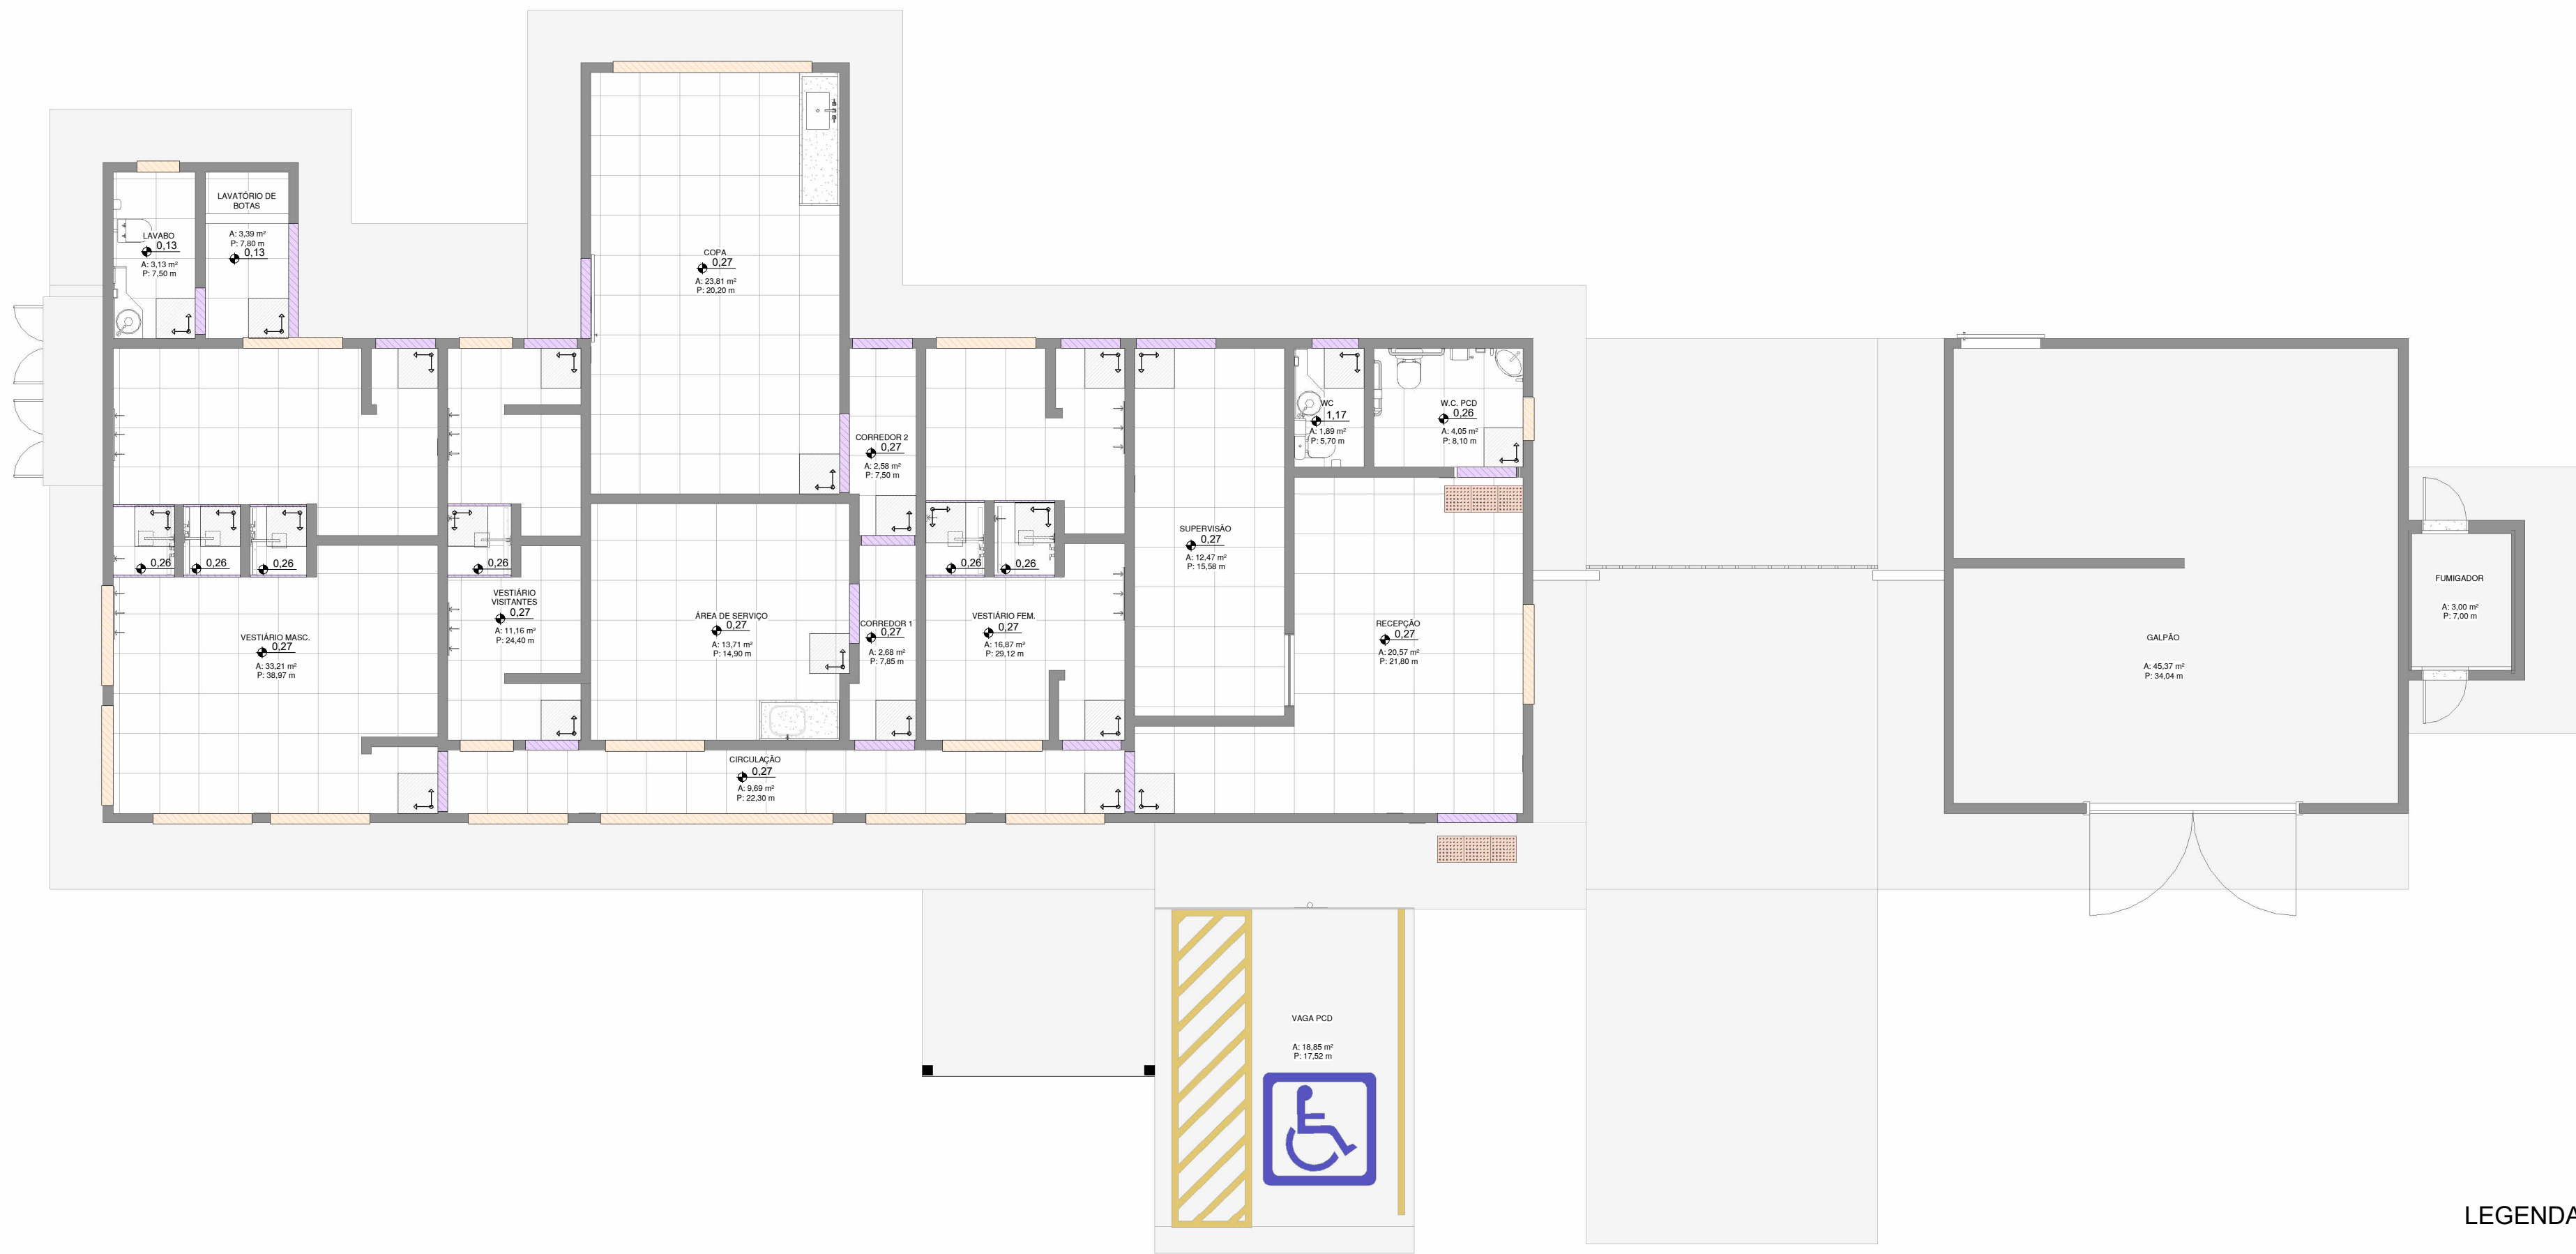 LAVATÓRIO DE
BOTAS
A: 3,39 m²
P: 7,80 m
0,13
LAVABO
0,13
A: 3,13 m²
P: 7,50 m
COPA
0,27
A: 23,81 m²
P: 20,20 m
CORREDOR 2
0,27
A: 2,58 m²
P: 7,50 m
WC
1,17
A: 1,89 m²
P: 5,70 m
W.C. PCD
0,26
A: 4,05 m²
P: 8,10 m
SUPERVISÃO
0,27
A: 12,47 m²
P: 15,58 m
0,26
0,26
0,26
0,26
0,26
0,26
VESTIÁRIO MASC.
0,27
A: 33,21 m²
P: 38,97 m
VESTIÁRIO
VISITANTES
0,27
A: 11,16 m²
P: 24,40 m
ÁREA DE SERVIÇO
0,27
A: 13,71 m²
P: 14,90 m
CORREDOR 1
0,27
A: 2,68 m²
P: 7,85 m
VESTIÁRIO FEM.
0,27
A: 16,87 m²
P: 29,12 m
RECEPÇÃO
0,27
A: 20,57 m²
P: 21,80 m
GALPÃO
A: 45,37 m²
P: 34,04 m
FUMIGADOR
A: 3,00 m²
P: 7,00 m
CIRCULAÇÃO
0,27
A: 9,69 m²
P: 22,30 m
VAGA PCD
A: 18,85 m²
P: 17,52 m
LEGENDA